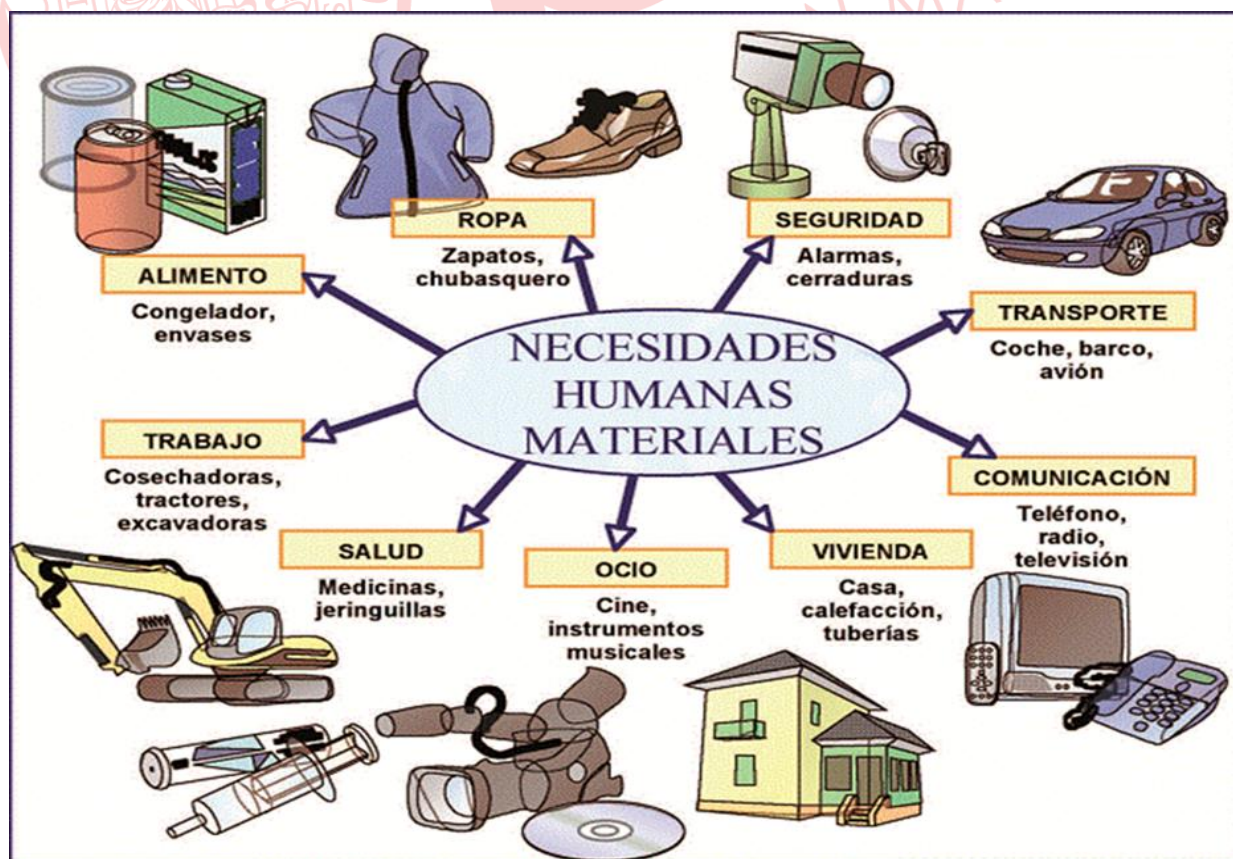 ROPA
Zapatos,
chubasquero
SEGURIDAD
Alarmas,
cerraduras
ALIMENTO
Congelador,
envases
TRANSPORTE
Coche, barco,
avión
NECESIDADES
HUMANAS
MATERIALES
TRABAJO
Cosechadoras,
tractores,
excavadoras
COMUNICACIÓN
Teléfono,
radio,
televisión
SALUD
Medicinas,
jeringuillas
OCIO
Cine,
instrumentos
musicales
VIVIENDA
Casa,
calefacción,
tuberías